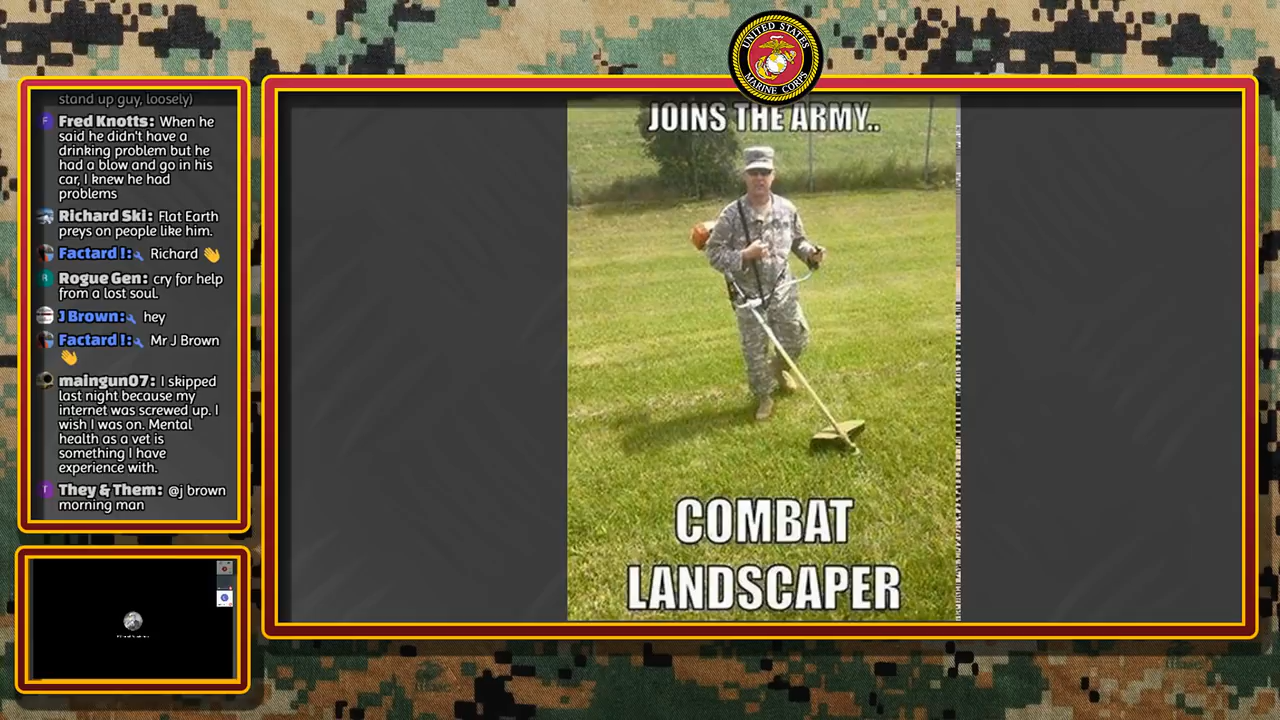 UNITED STATES
MARINE CORPS
stand up guy, loosely)
Fred Knotts: When he
said he didn't have a
drinking problem but he
had a blow and go in his
car, I knew he had
problems
Richard Ski: Flat Earth
preys on people like him.
Factard !: Richard 👋
Rogue Gen: cry for help
from a lost soul.
J Brown: hey
Factard !: Mr J Brown
👋
maingun07: I skipped
last night because my
internet was screwed up. I
wish I was on. Mental
health as a vet is
something I have
experience with.
They & Them: @j brown
morning man
JOINS THE ARMY..
COMBAT
LANDSCAPER